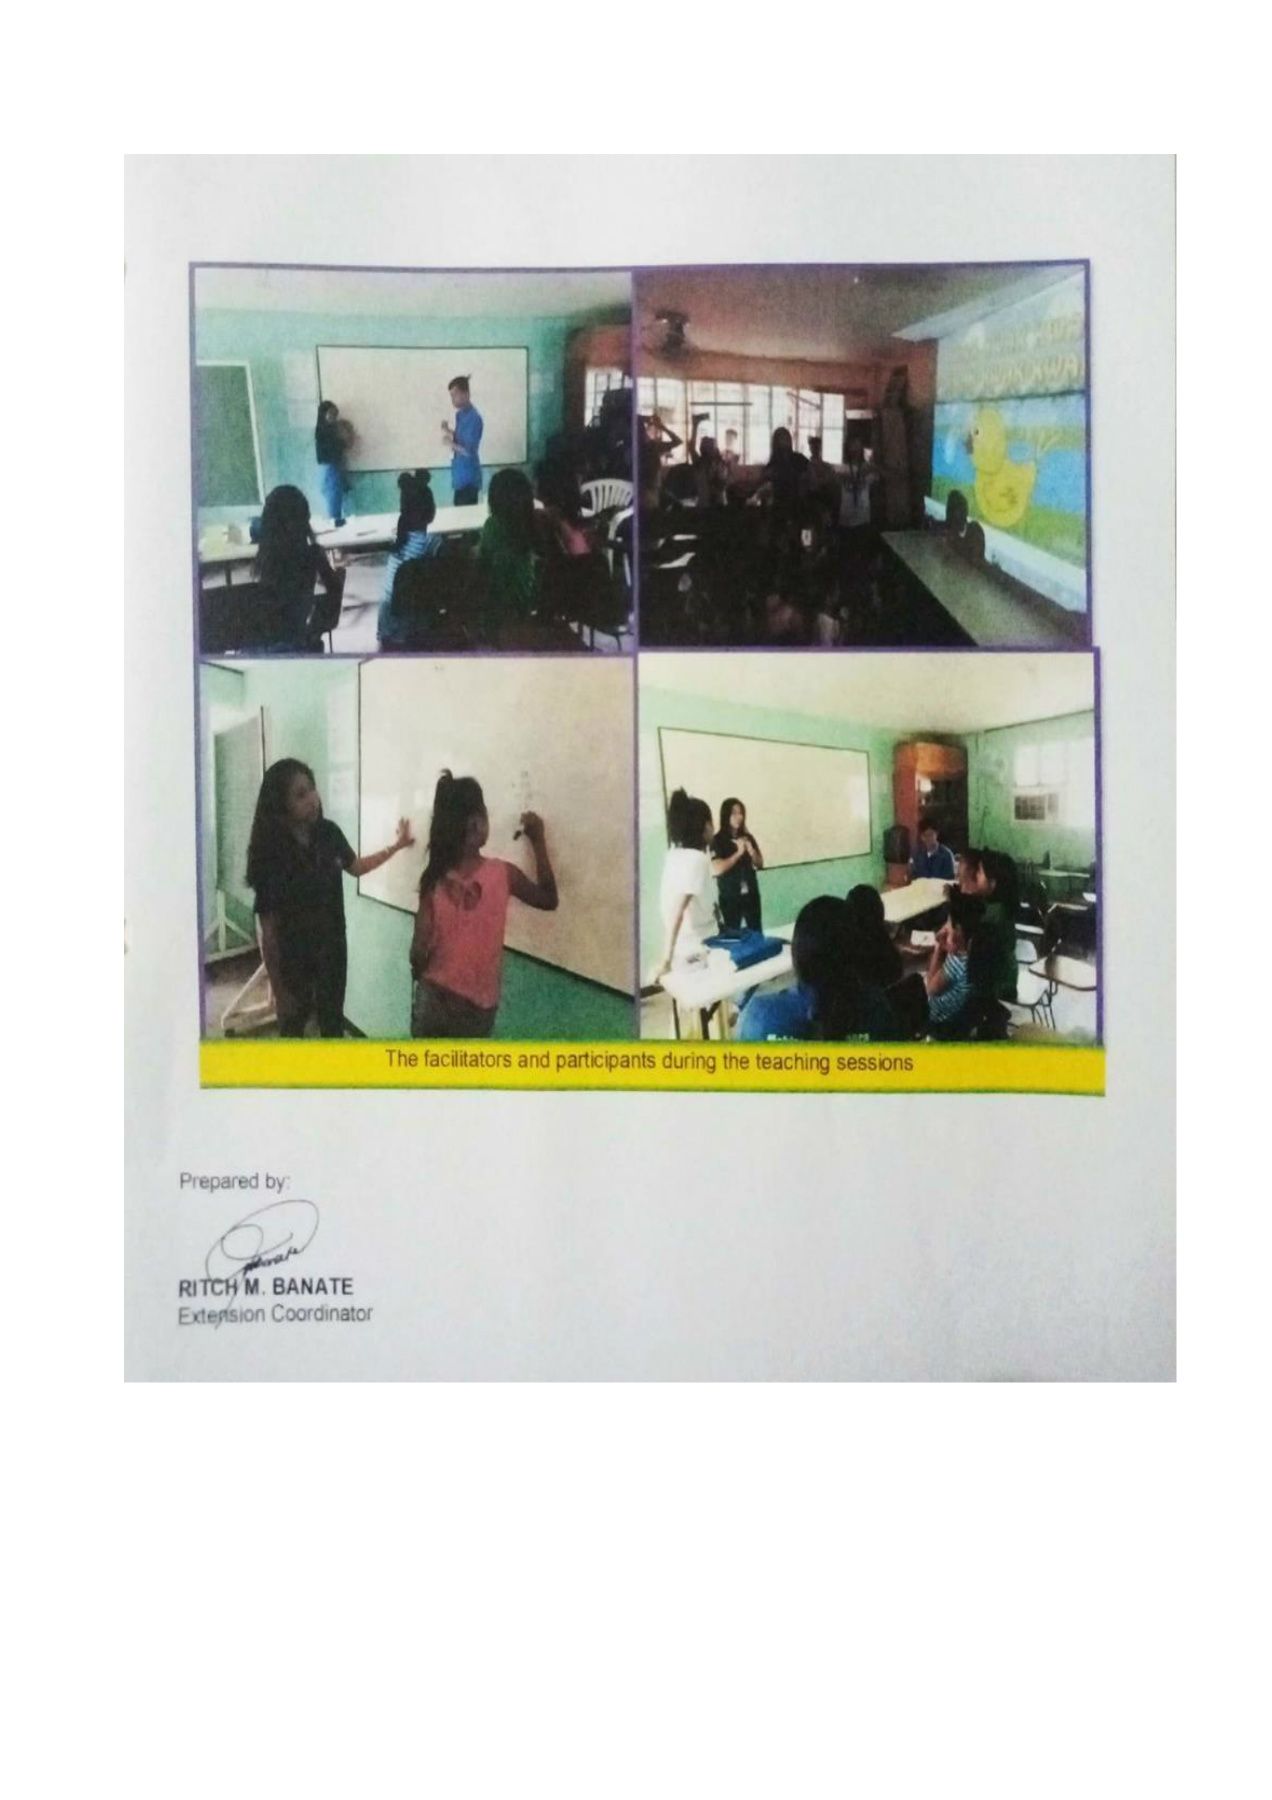 The facilitators and participants during the teaching sessions
Prepared by:
RITCH M. BANATE
Extension Coordinator